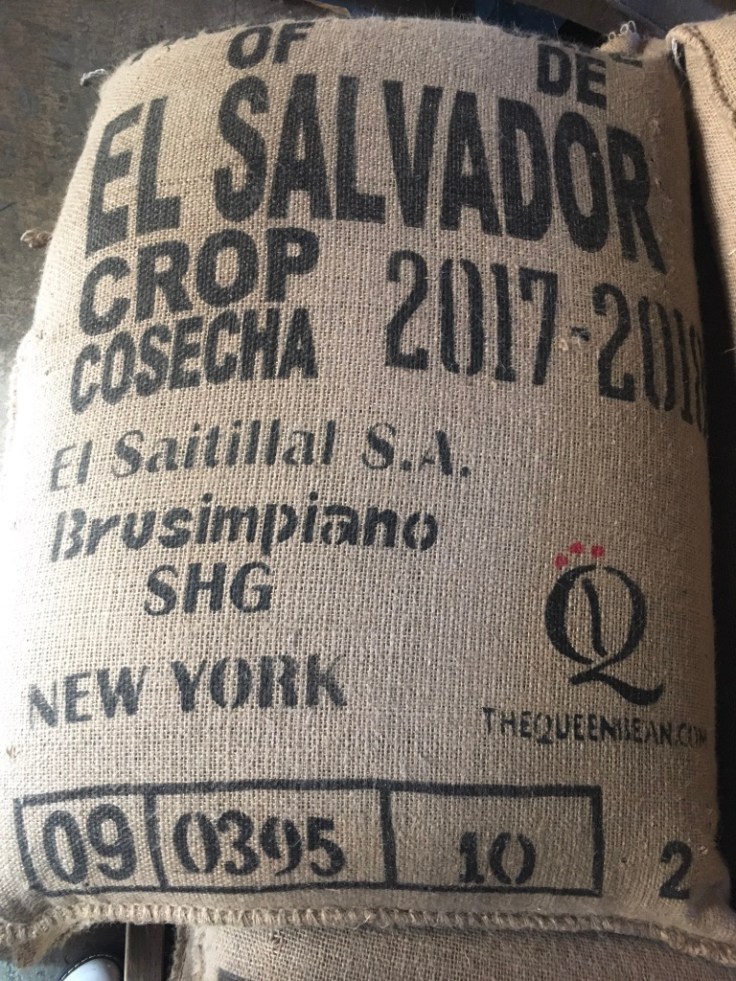 OF DE
EL SALVADOR
CROP
COSECHA
2017-2018
El Saitillal S.A.
Brusimpiano
SHG
NEW YORK
Q
THEQUEENBEAN.COM
09 0395 10 2